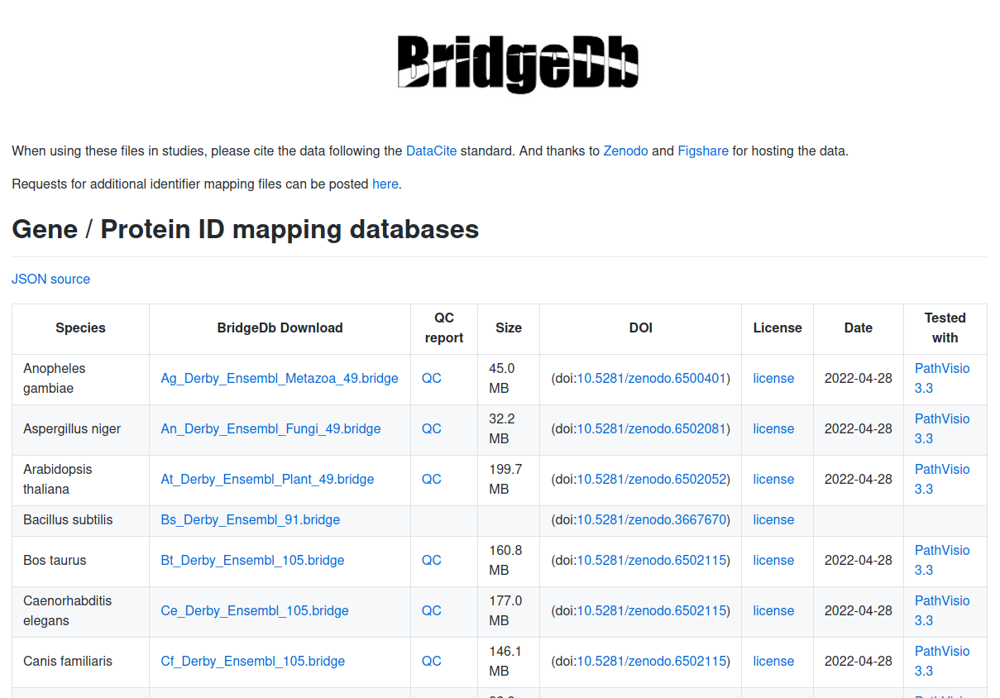 BridgeDb
When using these files in studies, please cite the data following the DataCite standard. And thanks to Zenodo and Figshare for hosting the data.
Requests for additional identifier mapping files can be posted here.
Gene / Protein ID mapping databases
JSON source
Species BridgeDb Download QC report Size DOI License Date Tested with
Anopheles gambiae Ag_Derby_Ensembl_Metazoa_49.bridge QC 45.0 MB (doi:10.5281/zenodo.6500401) license 2022-04-28 PathVisio 3.3
Aspergillus niger An_Derby_Ensembl_Fungi_49.bridge QC 32.2 MB (doi:10.5281/zenodo.6502081) license 2022-04-28 PathVisio 3.3
Arabidopsis thaliana At_Derby_Ensembl_Plant_49.bridge QC 199.7 MB (doi:10.5281/zenodo.6502052) license 2022-04-28 PathVisio 3.3
Bacillus subtilis Bs_Derby_Ensembl_91.bridge (doi:10.5281/zenodo.3667670) license
Bos taurus Bt_Derby_Ensembl_105.bridge QC 160.8 MB (doi:10.5281/zenodo.6502115) license 2022-04-28 PathVisio 3.3
Caenorhabditis elegans Ce_Derby_Ensembl_105.bridge QC 177.0 MB (doi:10.5281/zenodo.6502115) license 2022-04-28 PathVisio 3.3
Canis familiaris Cf_Derby_Ensembl_105.bridge QC 146.1 MB (doi:10.5281/zenodo.6502115) license 2022-04-28 PathVisio 3.3